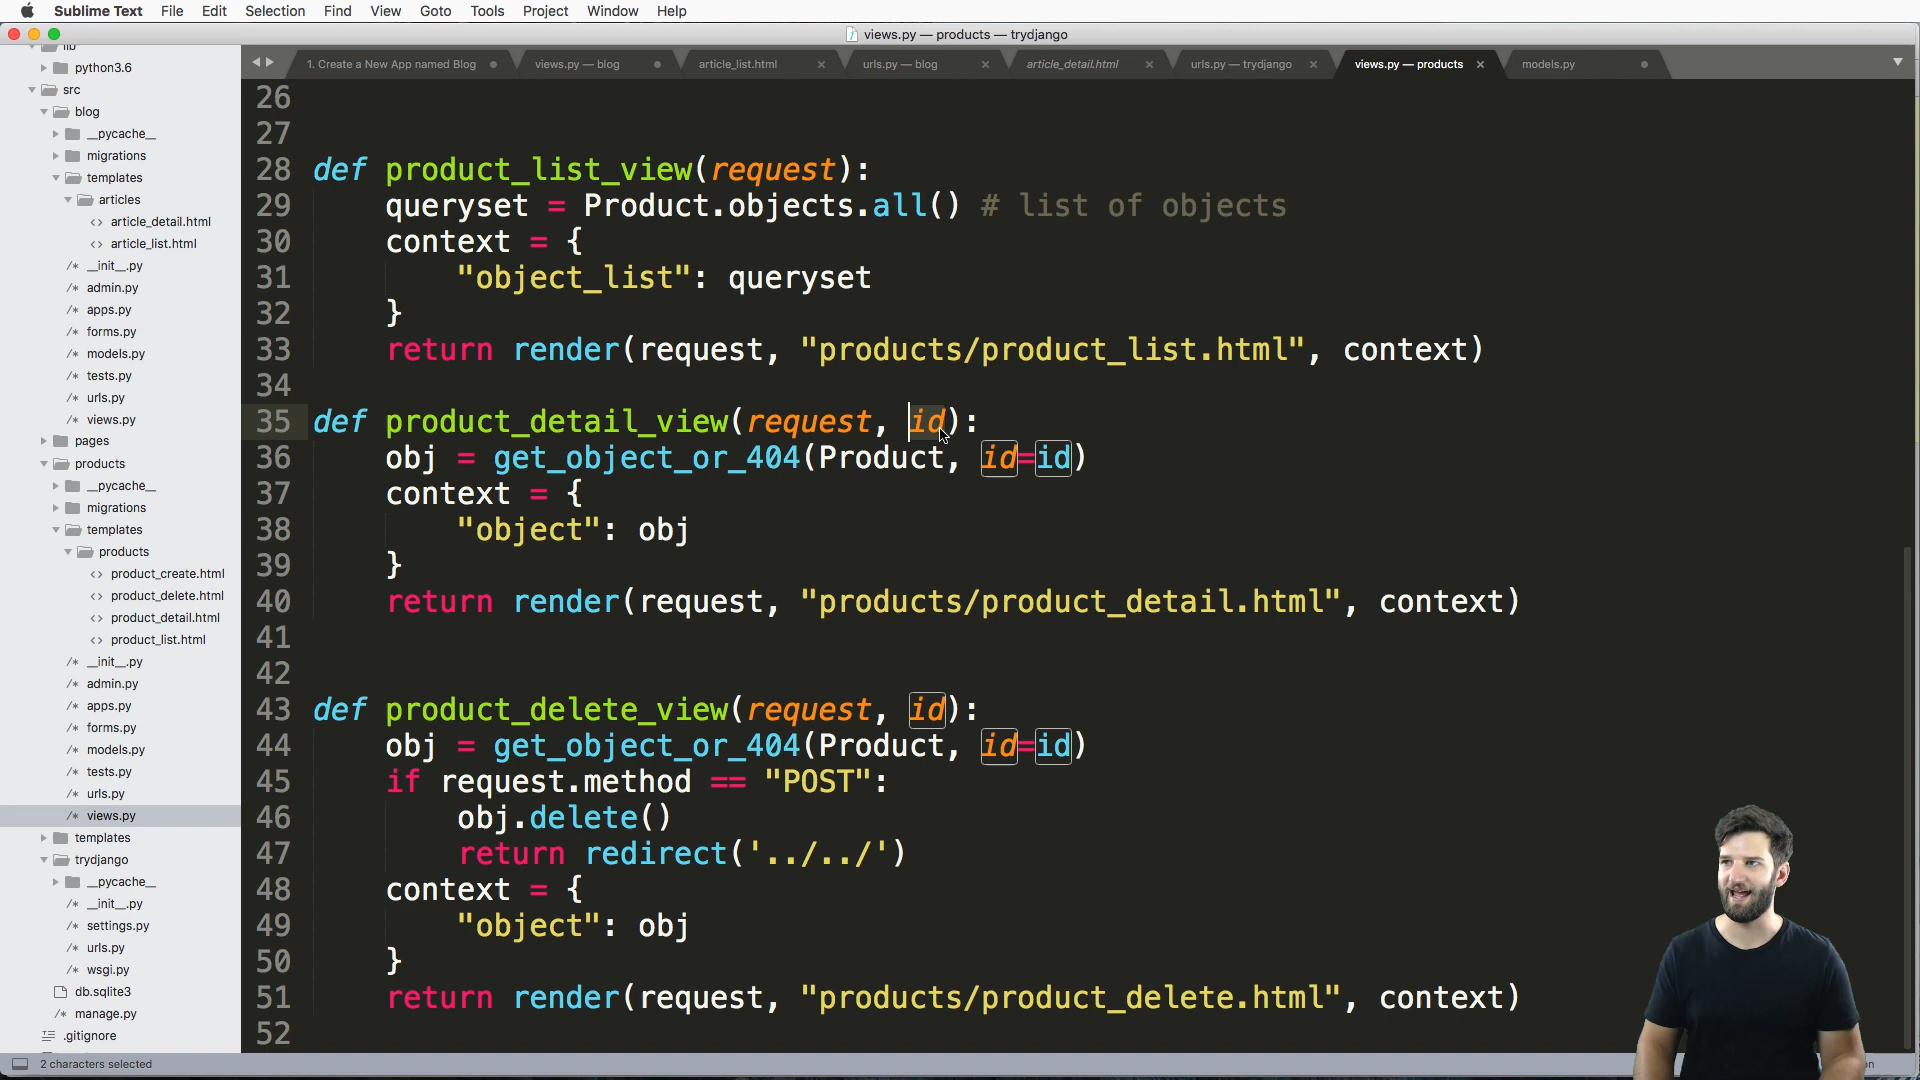 Sublime Text File Edit Selection Find View Goto Tools Project Window Help
views.py — products — trydjango
1. Create a New App named Blog
views.py — blog
article_list.html
urls.py — blog
article_detail.html
urls.py — trydjango
views.py — products
models.py
lib
python3.6
src
blog
__pycache__
migrations
templates
articles
article_detail.html
article_list.html
__init__.py
admin.py
apps.py
forms.py
models.py
tests.py
urls.py
views.py
pages
products
__pycache__
migrations
templates
products
product_create.html
product_delete.html
product_detail.html
product_list.html
__init__.py
admin.py
apps.py
forms.py
models.py
tests.py
urls.py
views.py
templates
trydjango
__pycache__
__init__.py
settings.py
urls.py
wsgi.py
db.sqlite3
manage.py
.gitignore
26
27
28 def product_list_view(request):
29 queryset = Product.objects.all() # list of objects
30 context = {
31 "object_list": queryset
32 }
33 return render(request, "products/product_list.html", context)
34
35 def product_detail_view(request, id):
36 obj = get_object_or_404(Product, id=id)
37 context = {
38 "object": obj
39 }
40 return render(request, "products/product_detail.html", context)
41
42
43 def product_delete_view(request, id):
44 obj = get_object_or_404(Product, id=id)
45 if request.method == "POST":
46 obj.delete()
47 return redirect('../../')
48 context = {
49 "object": obj
50 }
51 return render(request, "products/product_delete.html", context)
52
2 characters selected